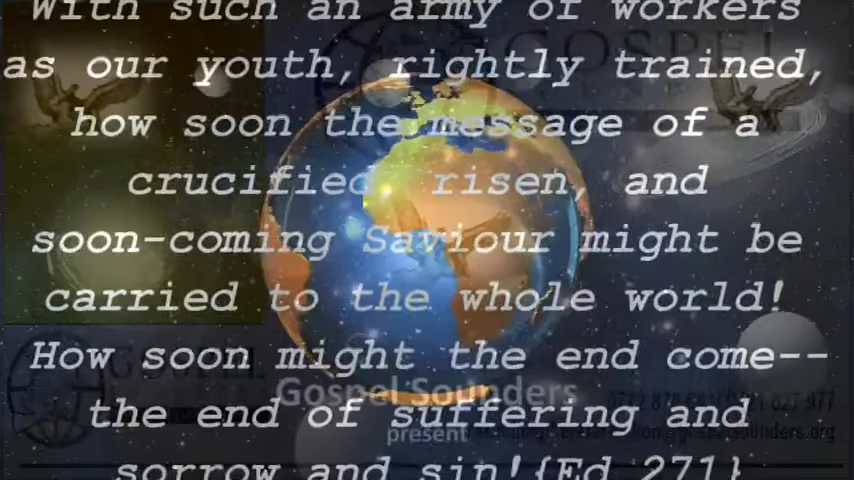 With such an army of workers
as our youth, rightly trained,
how soon the message of a
crucified risen, and
soon-coming Saviour might be
carried to the whole world!
How soon might the end come--
the end of suffering and
sorrow and sin!{Ed 271}
GOSPEL
Gospel Sounders
present